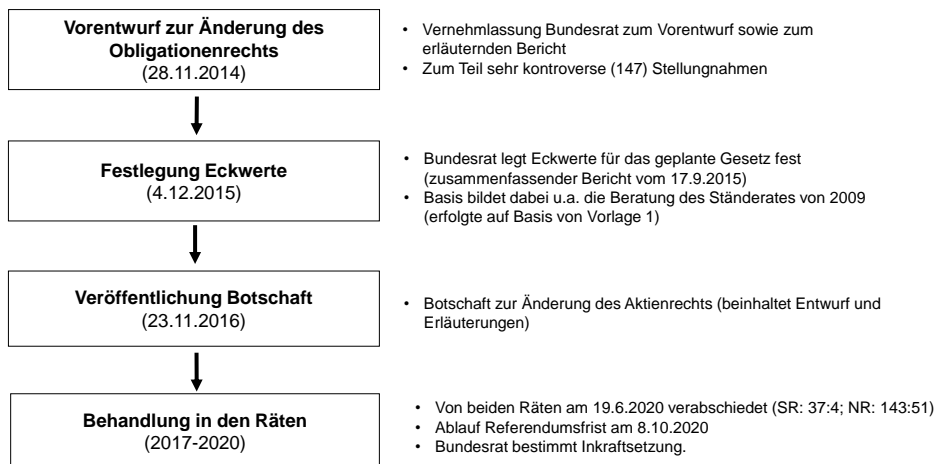 Vorentwurf zur Änderung des
Obligationenrechts
(28.11.2014)
• Vernehmlassung Bundesrat zum Vorentwurf sowie zum
erläuternden Bericht
• Zum Teil sehr kontroverse (147) Stellungnahmen
Festlegung Eckwerte
(4.12.2015)
• Bundesrat legt Eckwerte für das geplante Gesetz fest
(zusammenfassender Bericht vom 17.9.2015)
• Basis bildet dabei u.a. die Beratung des Ständerates von 2009
(erfolgte auf Basis von Vorlage 1)
Veröffentlichung Botschaft
(23.11.2016)
• Botschaft zur Änderung des Aktienrechts (beinhaltet Entwurf und
Erläuterungen)
Behandlung in den Räten
(2017-2020)
• Von beiden Räten am 19.6.2020 verabschiedet (SR: 37:4; NR: 143:51)
• Ablauf Referendumsfrist am 8.10.2020
• Bundesrat bestimmt Inkraftsetzung.